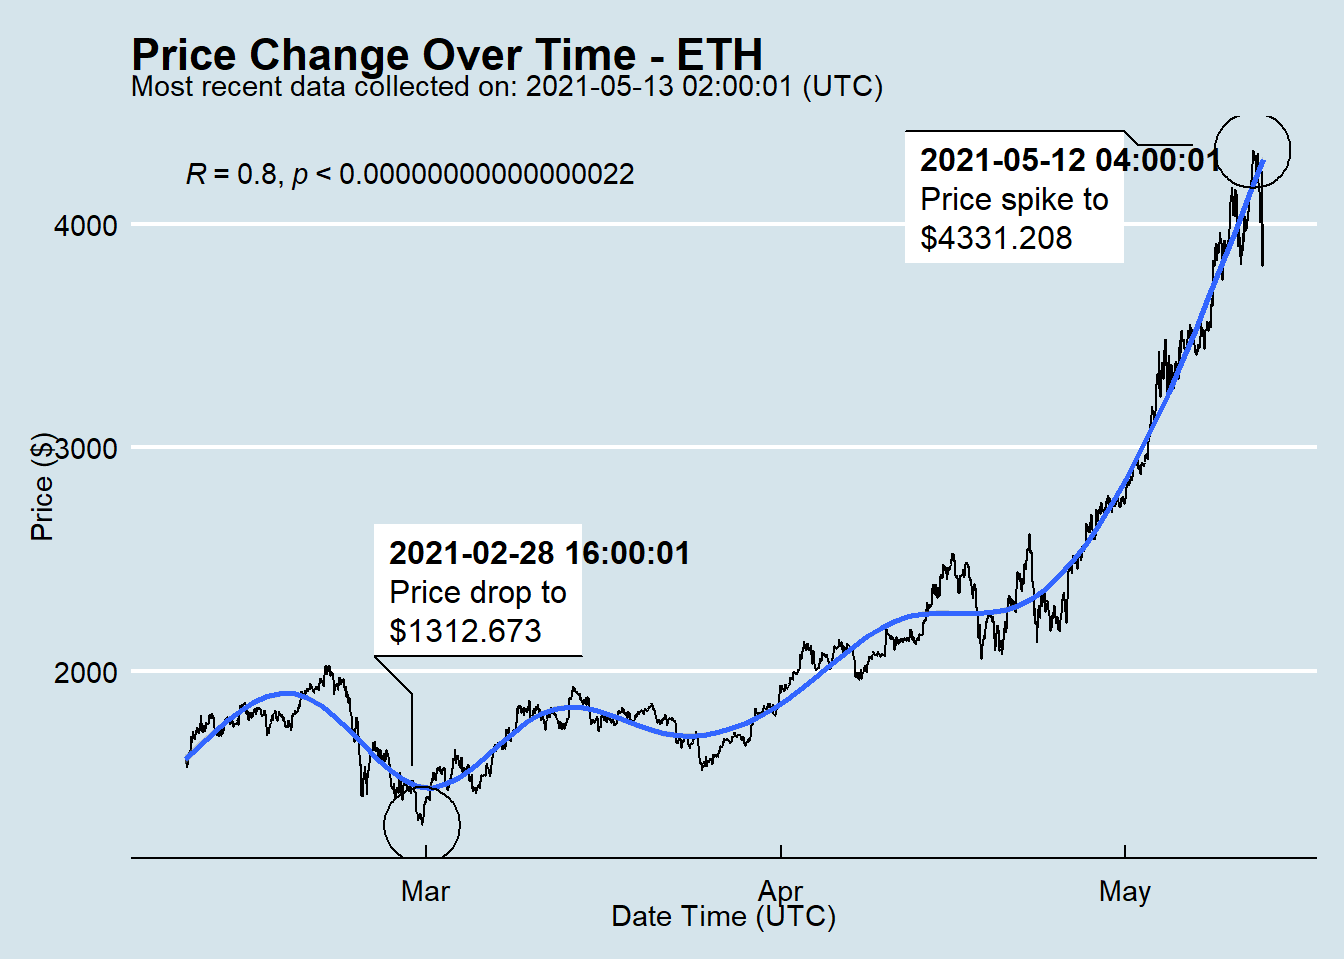 Price Change Over Time - ETH
Most recent data collected on: 2021-05-13 02:00:01 (UTC)
R = 0.8, p < 0.00000000000000022
2021-05-12 04:00:01
Price spike to
$4331.208
4000
3000
2000
Price ($)
2021-02-28 16:00:01
Price drop to
$1312.673
Mar Apr May
Date Time (UTC)